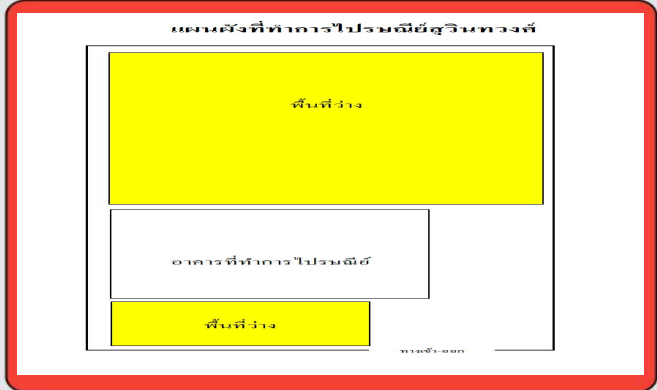 แผนผังที่ทำการไปรษณีย์สุวินทวงศ์
พื้นที่ว่าง
อาคารที่ทำการไปรษณีย์
พื้นที่ว่าง
ทางเข้า-ออก